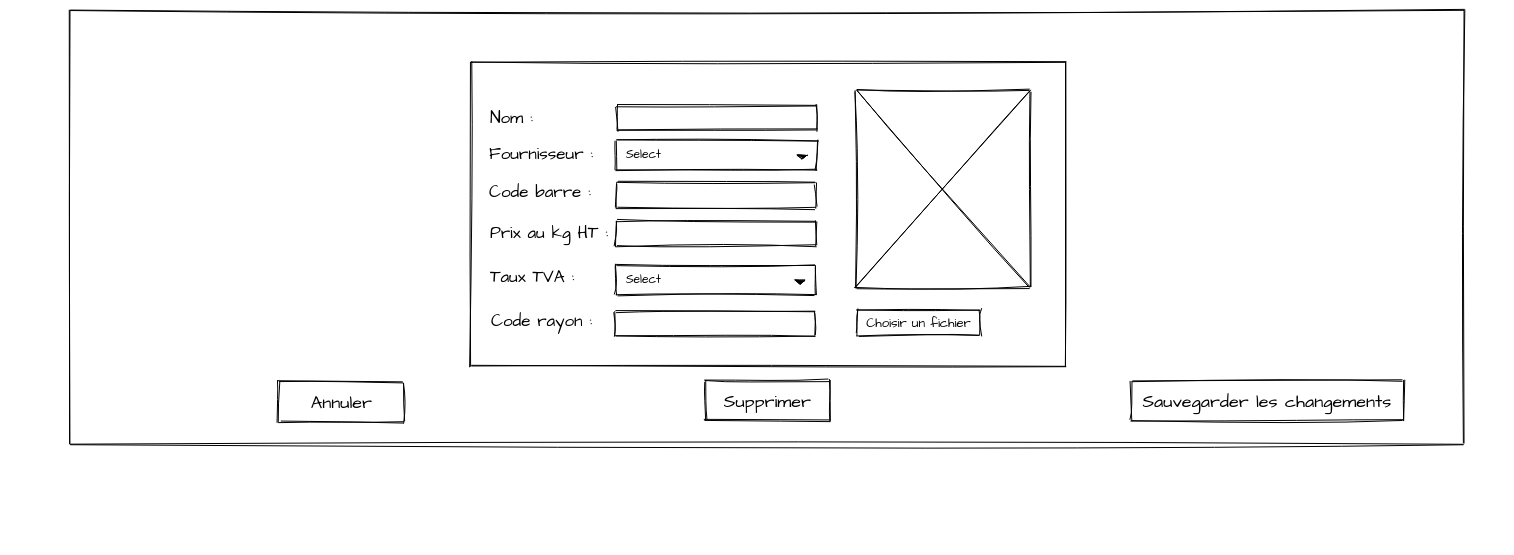 Nom :
Fournisseur : Select
Code barre :
Prix au kg HT :
Taux TVA : Select
Code rayon :
Choisir un fichier
Annuler
Supprimer
Sauvegarder les changements